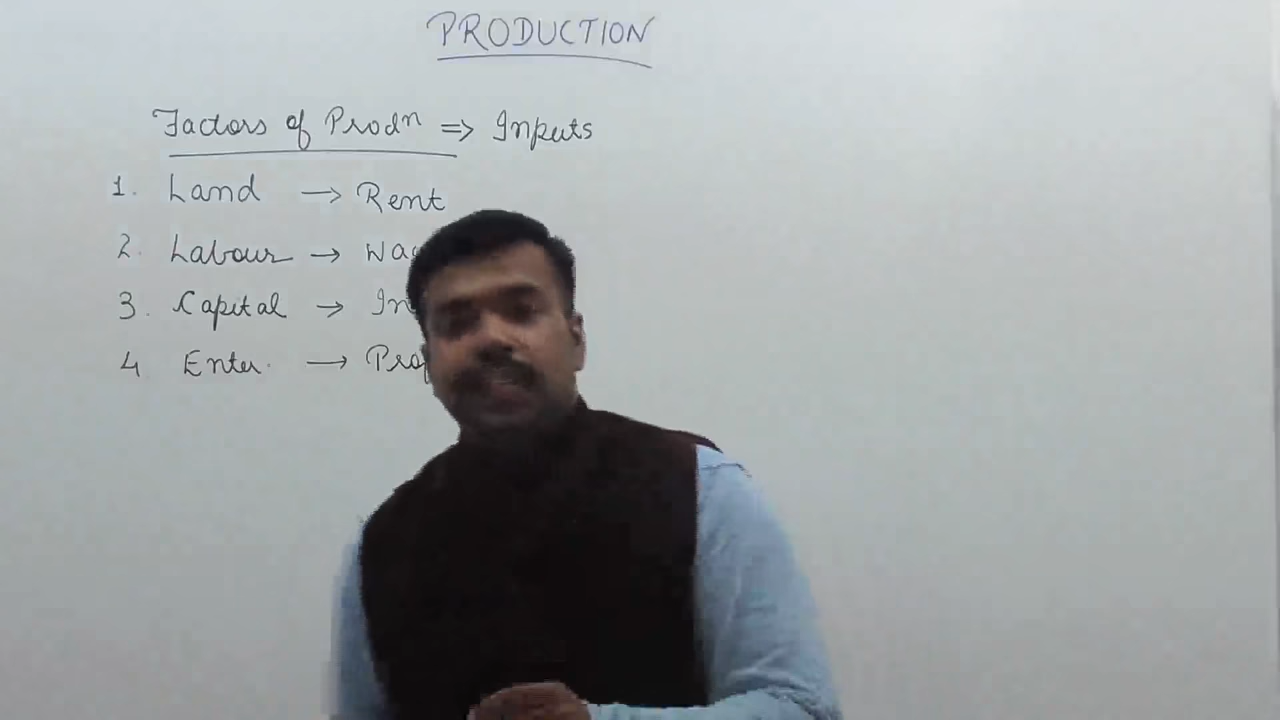 PRODUCTION
Factors of Prodn => Inputs
1. Land → Rent
2. Labour →
3. Capital →
4 Enter. →